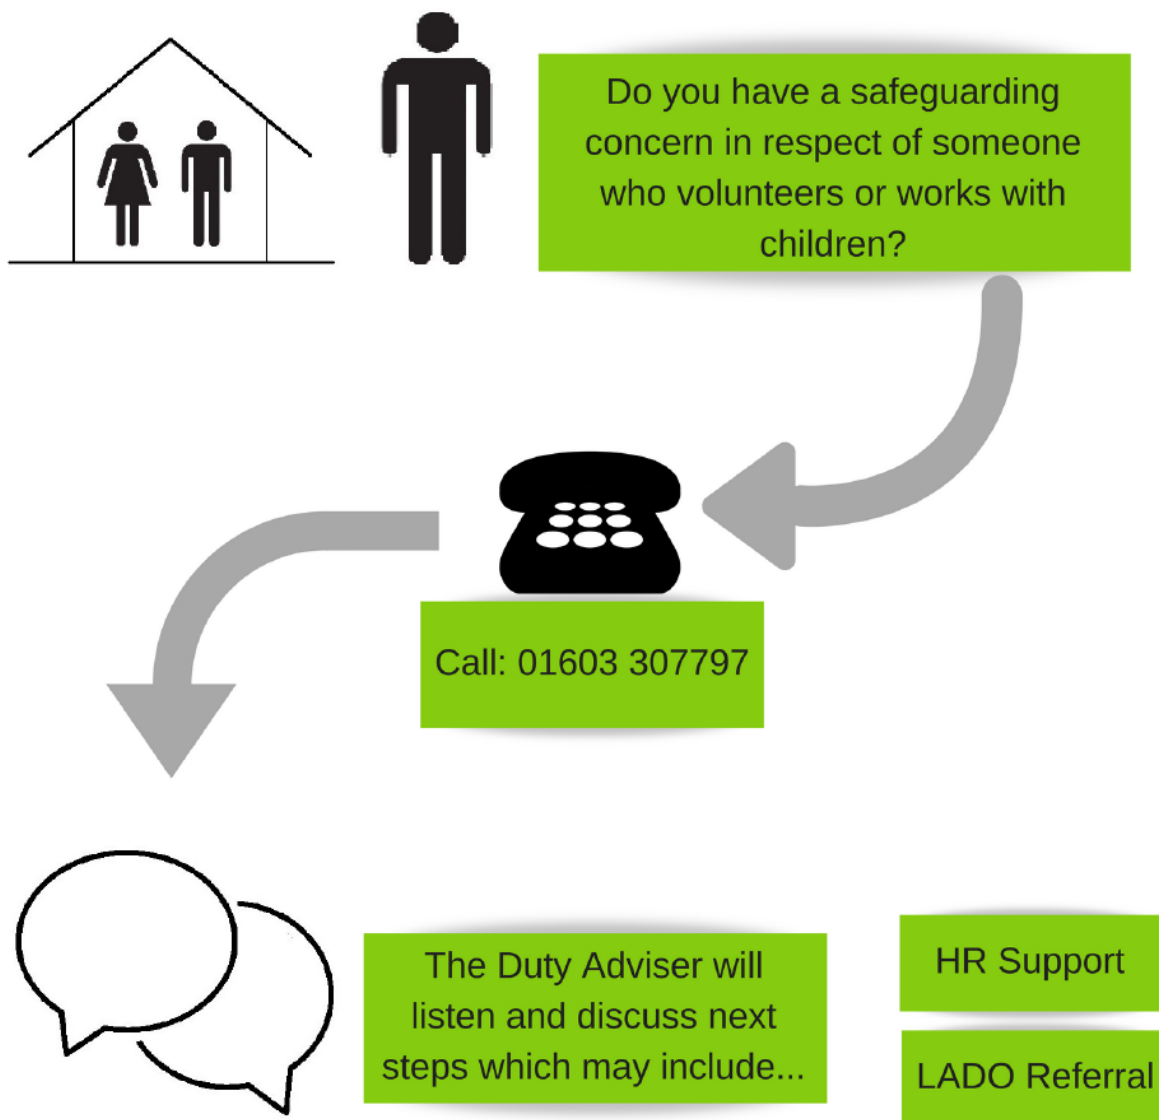 Do you have a safeguarding
concern in respect of someone
who volunteers or works with
children?
Call: 01603 307797
The Duty Adviser will
listen and discuss next
steps which may include...
HR Support
LADO Referral